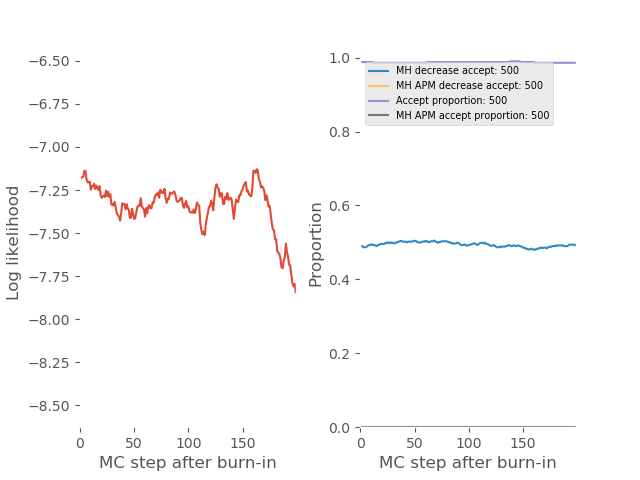 −6.50
−6.75
−7.00
−7.25
−7.50
−7.75
−8.00
−8.25
−8.50
Log likelihood
0
50
100
150
MC step after burn-in
1.0
0.8
0.6
0.4
0.2
0.0
Proportion
MH decrease accept: 500
MH APM decrease accept: 500
Accept proportion: 500
MH APM accept proportion: 500
0
50
100
150
MC step after burn-in